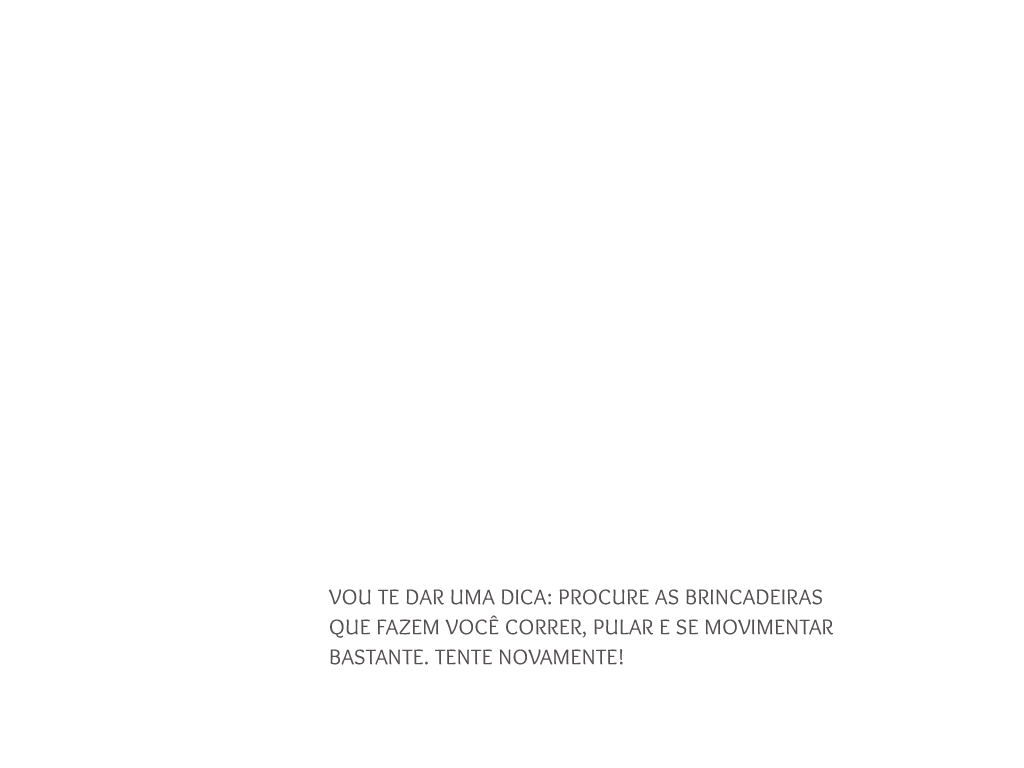 VOU TE DAR UMA DICA: PROCURE AS BRINCADEIRAS
QUE FAZEM VOCÊ CORRER, PULAR E SE MOVIMENTAR
BASTANTE. TENTE NOVAMENTE!